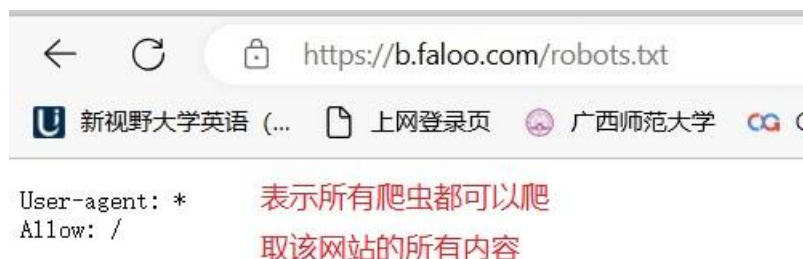 https://b.faloo.com/robots.txt
新视野大学英语 (... 上网登录页 广西师范大学 CG
User-agent: * 表示所有爬虫都可以爬
Allow: / 取该网站的所有内容